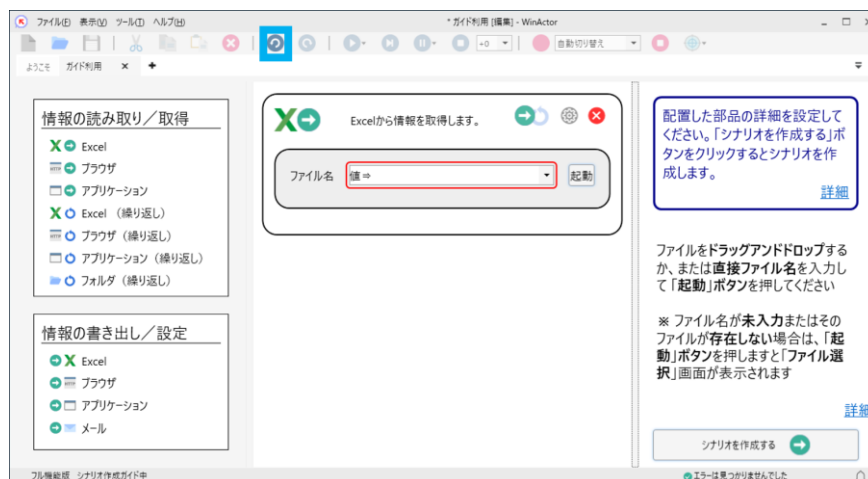 ファイル(F) 表示(V) ツール(T) ヘルプ(H)
* ガイド利用 [編集] - WinActor
+0
自動切り替え
ようこそ ガイド利用
情報の読み取り／取得
Excel
ブラウザ
アプリケーション
Excel （繰り返し）
ブラウザ（繰り返し）
アプリケーション（繰り返し）
フォルダ（繰り返し）
情報の書き出し／設定
Excel
ブラウザ
アプリケーション
メール
Excelから情報を取得します。
ファイル名
値⇒
起動
配置した部品の詳細を設定して
ください。「シナリオを作成する」ボ
タンをクリックするとシナリオを作
成します。
詳細
ファイルをドラッグアンドドロップする
か、または直接ファイル名を入力し
て「起動」ボタンを押してください
※ ファイル名が未入力またはその
ファイルが存在しない場合は、「起
動」ボタンを押しますと「ファイル選
択」画面が表示されます
詳細
シナリオを作成する
フル機能版 シナリオ作成ガイド中
エラーは見つかりませんでした